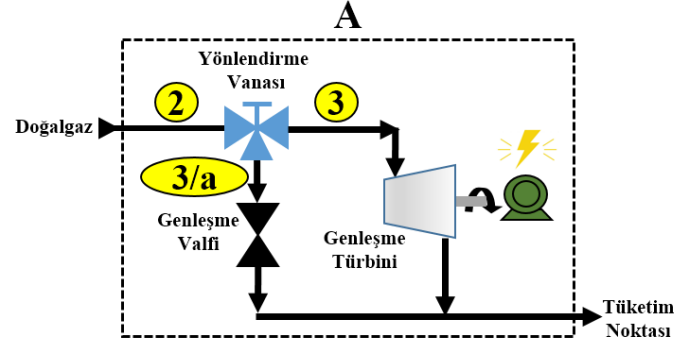 A
Yönlendirme
Vanası
2
3
Doğalgaz
3/a
Genleşme
Valfi
Genleşme
Türbini
Tüketim
Noktası